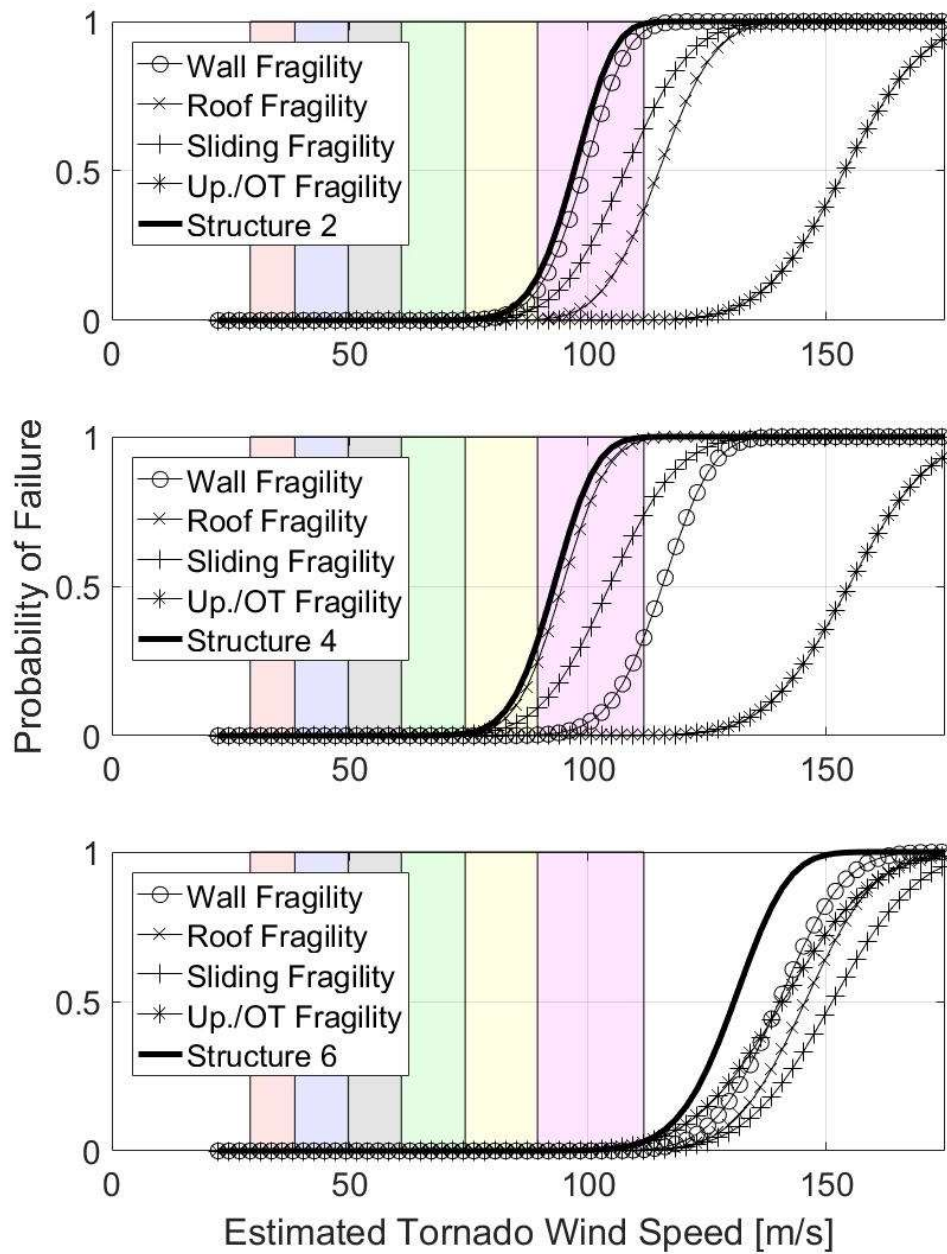 1
Wall Fragility
Roof Fragility
Sliding Fragility
Up./OT Fragility
Structure 2
0.5
0
0 50 100 150
Probability of Failure
1
Wall Fragility
Roof Fragility
Sliding Fragility
Up./OT Fragility
Structure 4
0.5
0
0 50 100 150
1
Wall Fragility
Roof Fragility
Sliding Fragility
Up./OT Fragility
Structure 6
0.5
0
0 50 100 150
Estimated Tornado Wind Speed [m/s]